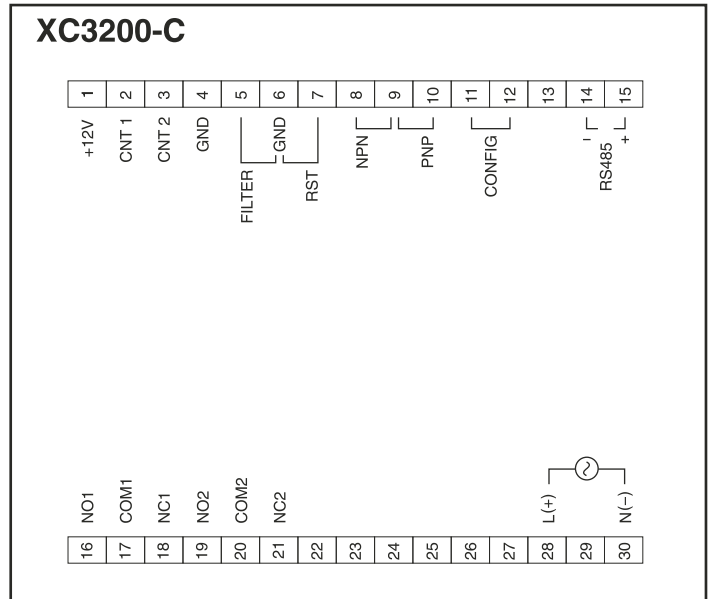 XC3200-C
1 2 3 4 5 6 7 8 9 10 11 12 13 14 15
+12V
CNT 1
CNT 2
GND
FILTER
GND
RST
NPN
PNP
CONFIG
− +
RS485
NO1
COM1
NC1
NO2
COM2
NC2
L(+)
N(−)
16 17 18 19 20 21 22 23 24 25 26 27 28 29 30